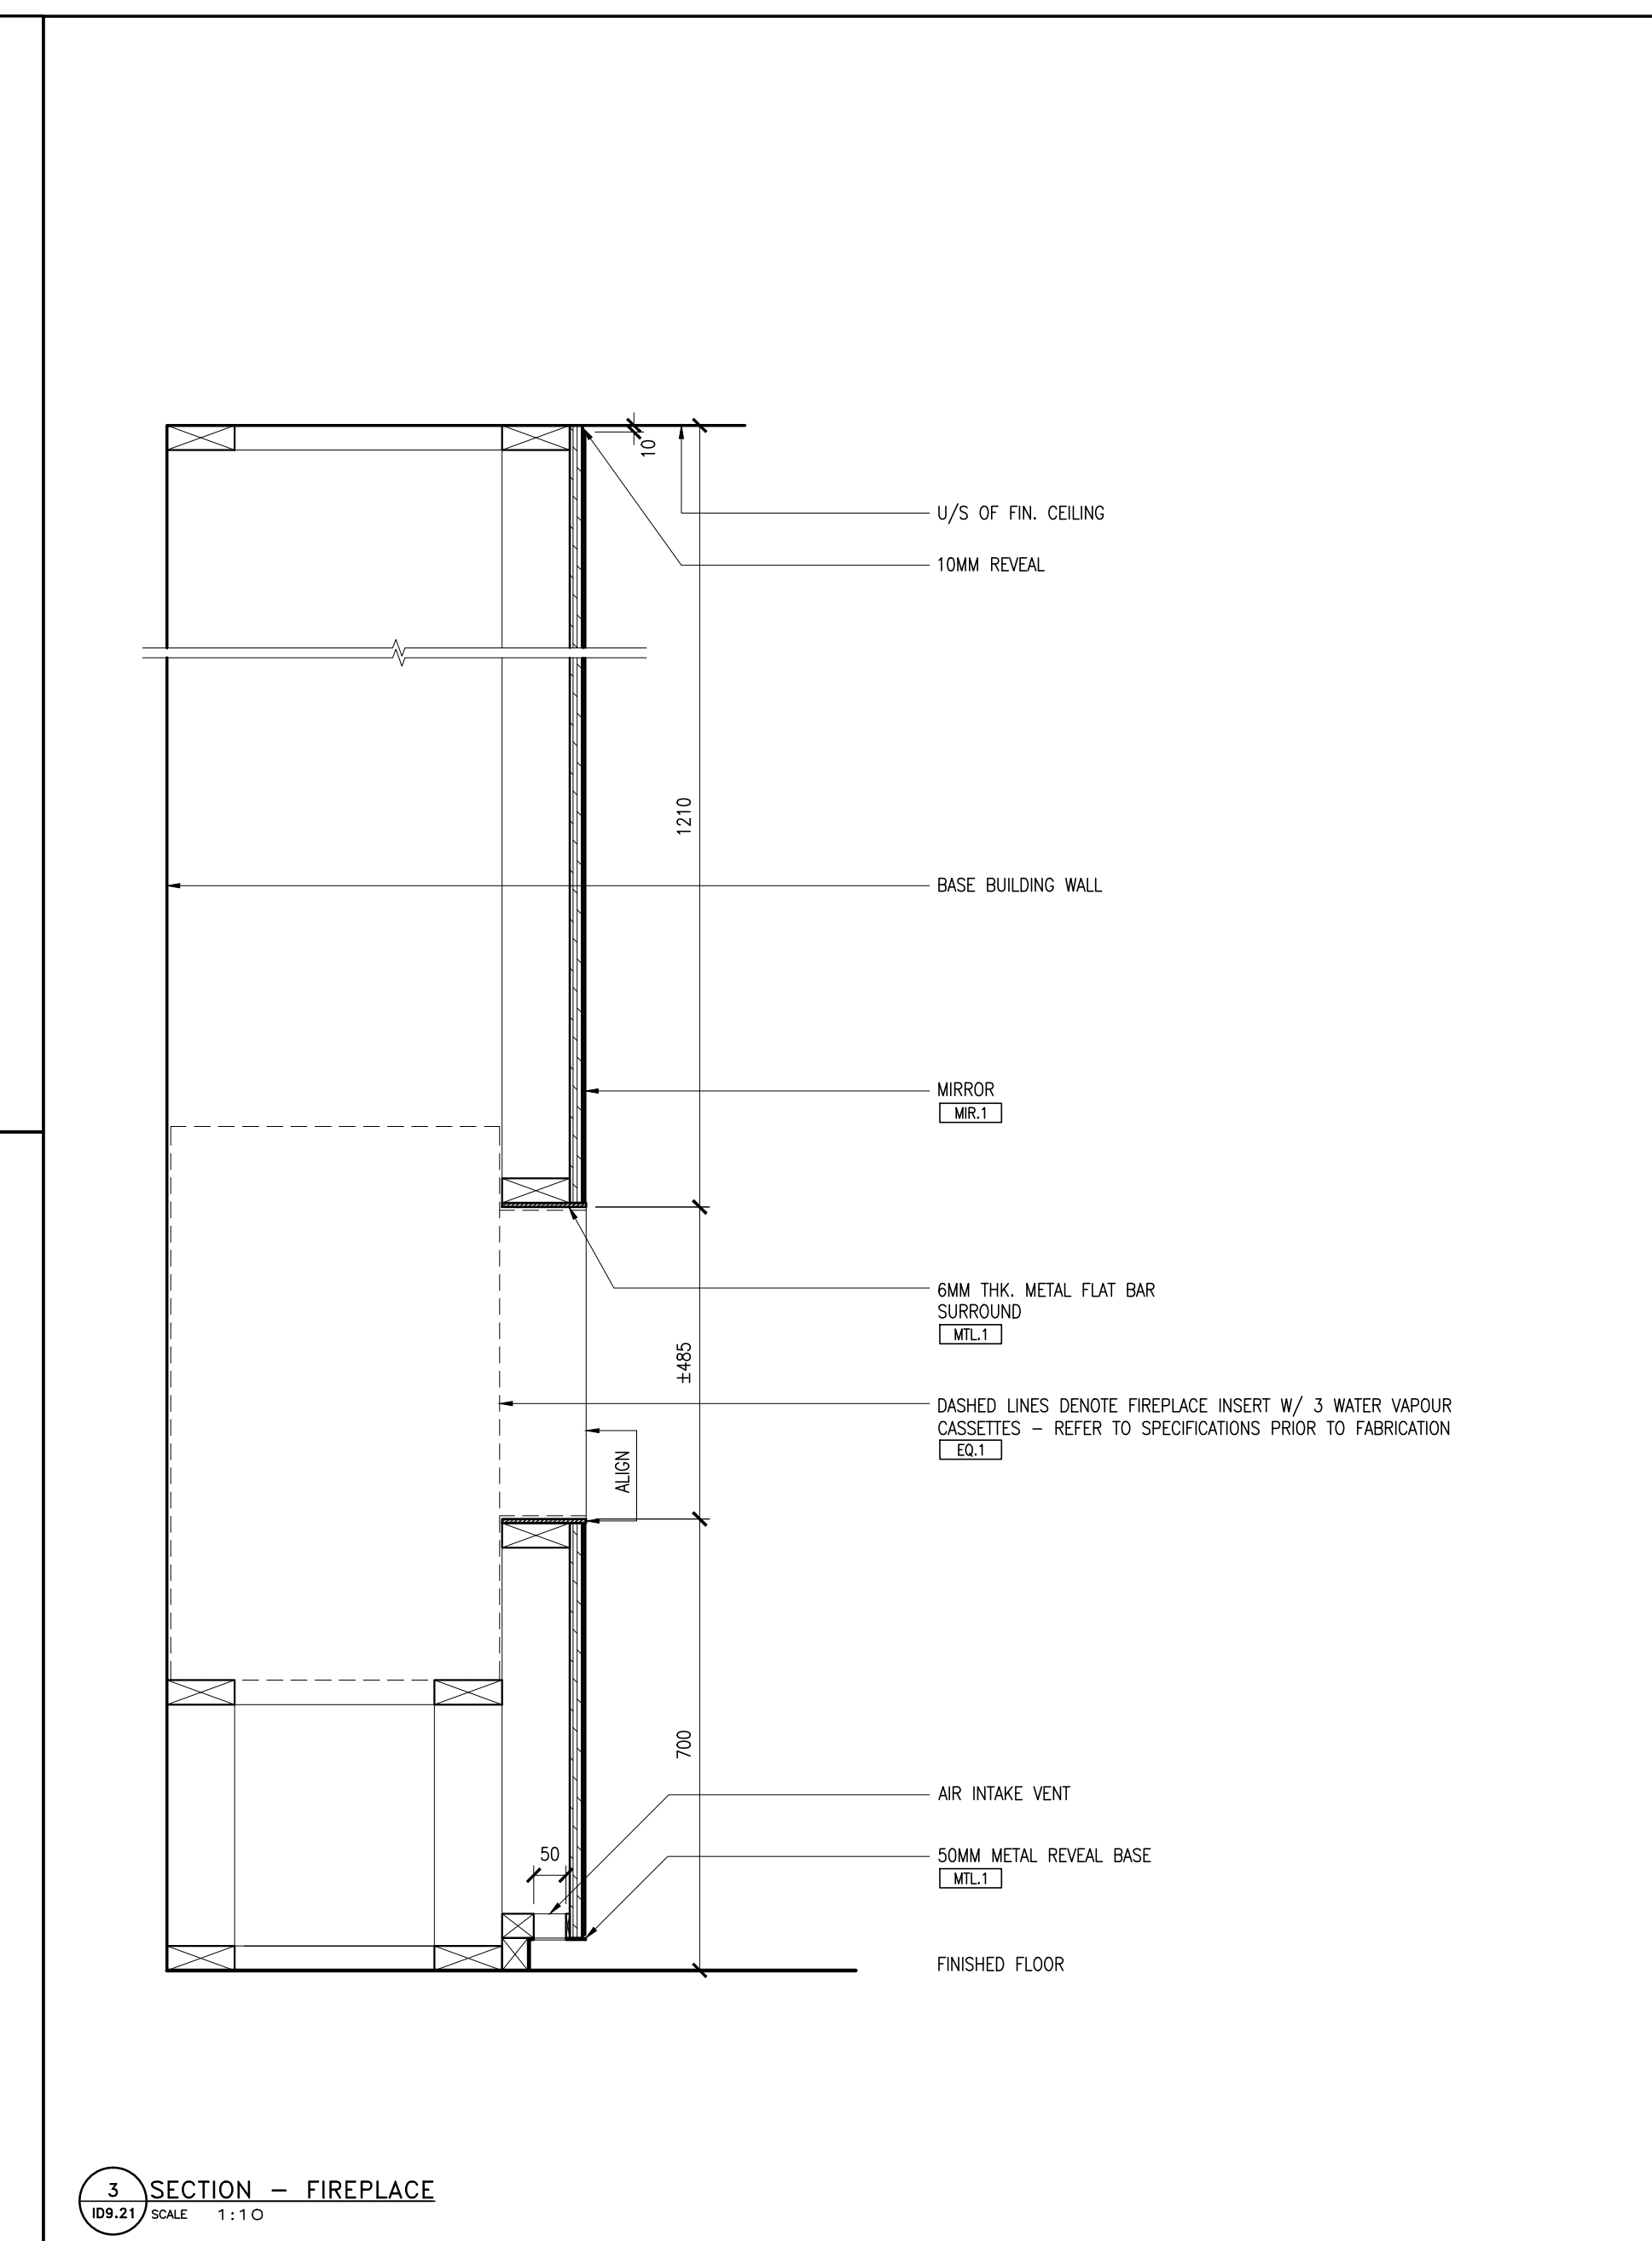 10
U/S OF FIN. CEILING
10MM REVEAL
1210
BASE BUILDING WALL
MIRROR
MIR.1
6MM THK. METAL FLAT BAR
SURROUND
MTL.1
±485
DASHED LINES DENOTE FIREPLACE INSERT W/ 3 WATER VAPOUR
CASSETTES – REFER TO SPECIFICATIONS PRIOR TO FABRICATION
EQ.1
ALIGN
700
AIR INTAKE VENT
50
50MM METAL REVEAL BASE
MTL.1
FINISHED FLOOR
3
SECTION – FIREPLACE
ID9.21
SCALE 1:10